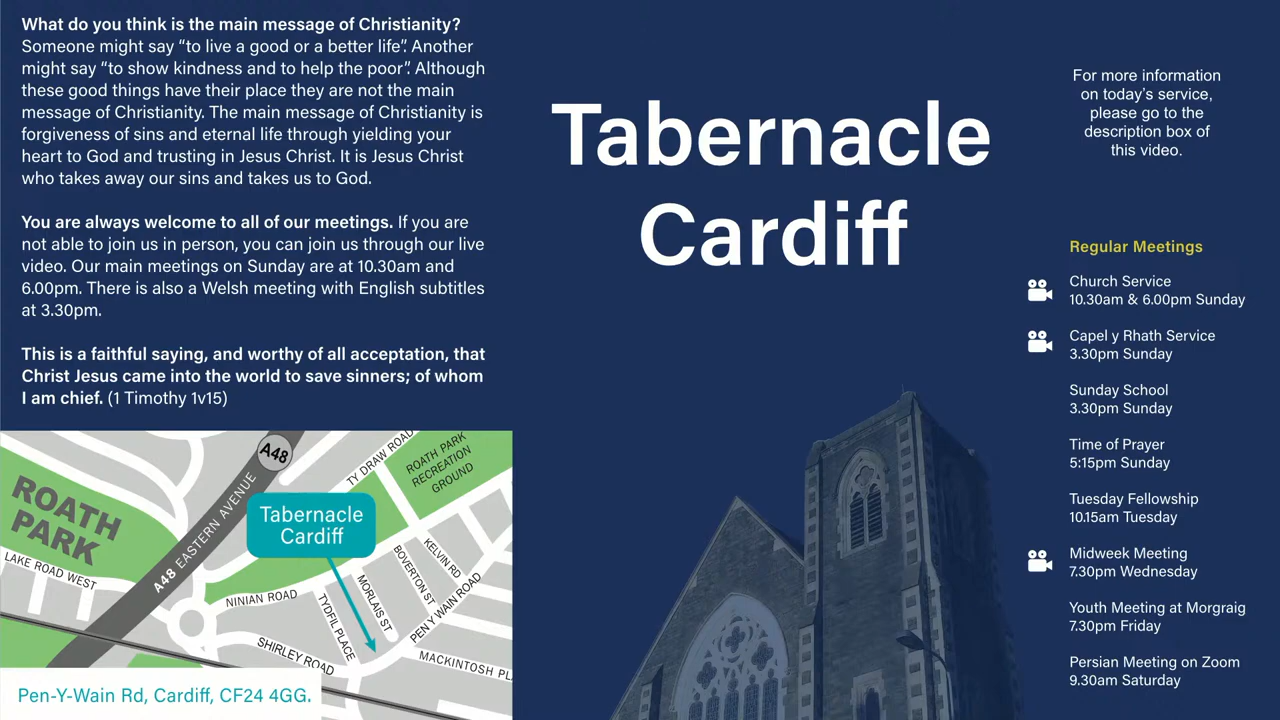 What do you think is the main message of Christianity?
Someone might say “to live a good or a better life”. Another
might say “to show kindness and to help the poor”. Although
these good things have their place they are not the main
message of Christianity. The main message of Christianity is
forgiveness of sins and eternal life through yielding your
heart to God and trusting in Jesus Christ. It is Jesus Christ
who takes away our sins and takes us to God.
You are always welcome to all of our meetings. If you are
not able to join us in person, you can join us through our live
video. Our main meetings on Sunday are at 10.30am and
6.00pm. There is also a Welsh meeting with English subtitles
at 3.30pm.
This is a faithful saying, and worthy of all acceptation, that
Christ Jesus came into the world to save sinners; of whom
I am chief. (1 Timothy 1v15)
A48
TY DRAW ROAD
ROATH PARK
RECREATION
GROUND
ROATH
PARK
A48 EASTERN AVENUE
Tabernacle
Cardiff
LAKE ROAD WEST
NINIAN ROAD
TYDFIL PLACE
MORLAIS ST
BOVERTON ST
KELVIN RD
PEN Y WAIN ROAD
SHIRLEY ROAD
MACKINTOSH PL
Pen-Y-Wain Rd, Cardiff, CF24 4GG.
Tabernacle
Cardiff
For more information
on today's service,
please go to the
description box of
this video.
Regular Meetings
Church Service
10.30am & 6.00pm Sunday
Capel y Rhath Service
3.30pm Sunday
Sunday School
3.30pm Sunday
Time of Prayer
5:15pm Sunday
Tuesday Fellowship
10.15am Tuesday
Midweek Meeting
7.30pm Wednesday
Youth Meeting at Morgraig
7.30pm Friday
Persian Meeting on Zoom
9.30am Saturday